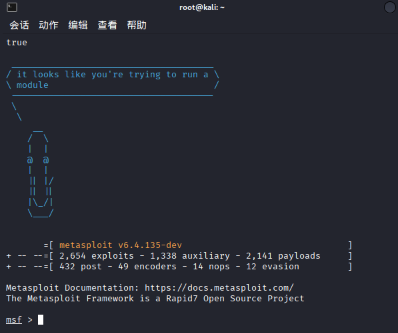 root@kali: ~
会话 动作 编辑 查看 帮助
true
 ______________________________________
/ it looks like you're trying to run a \
\ module                               /
 --------------------------------------
 \
  \
     __
    /  \
    |  |
    @  @
    |  |
    || |/
    || ||
    |\_/|
    \___/
       =[ metasploit v6.4.135-dev                                ]
+ -- --=[ 2,654 exploits - 1,338 auxiliary - 2,141 payloads     ]
+ -- --=[ 432 post - 49 encoders - 14 nops - 12 evasion         ]
Metasploit Documentation: https://docs.metasploit.com/
The Metasploit Framework is a Rapid7 Open Source Project
msf >